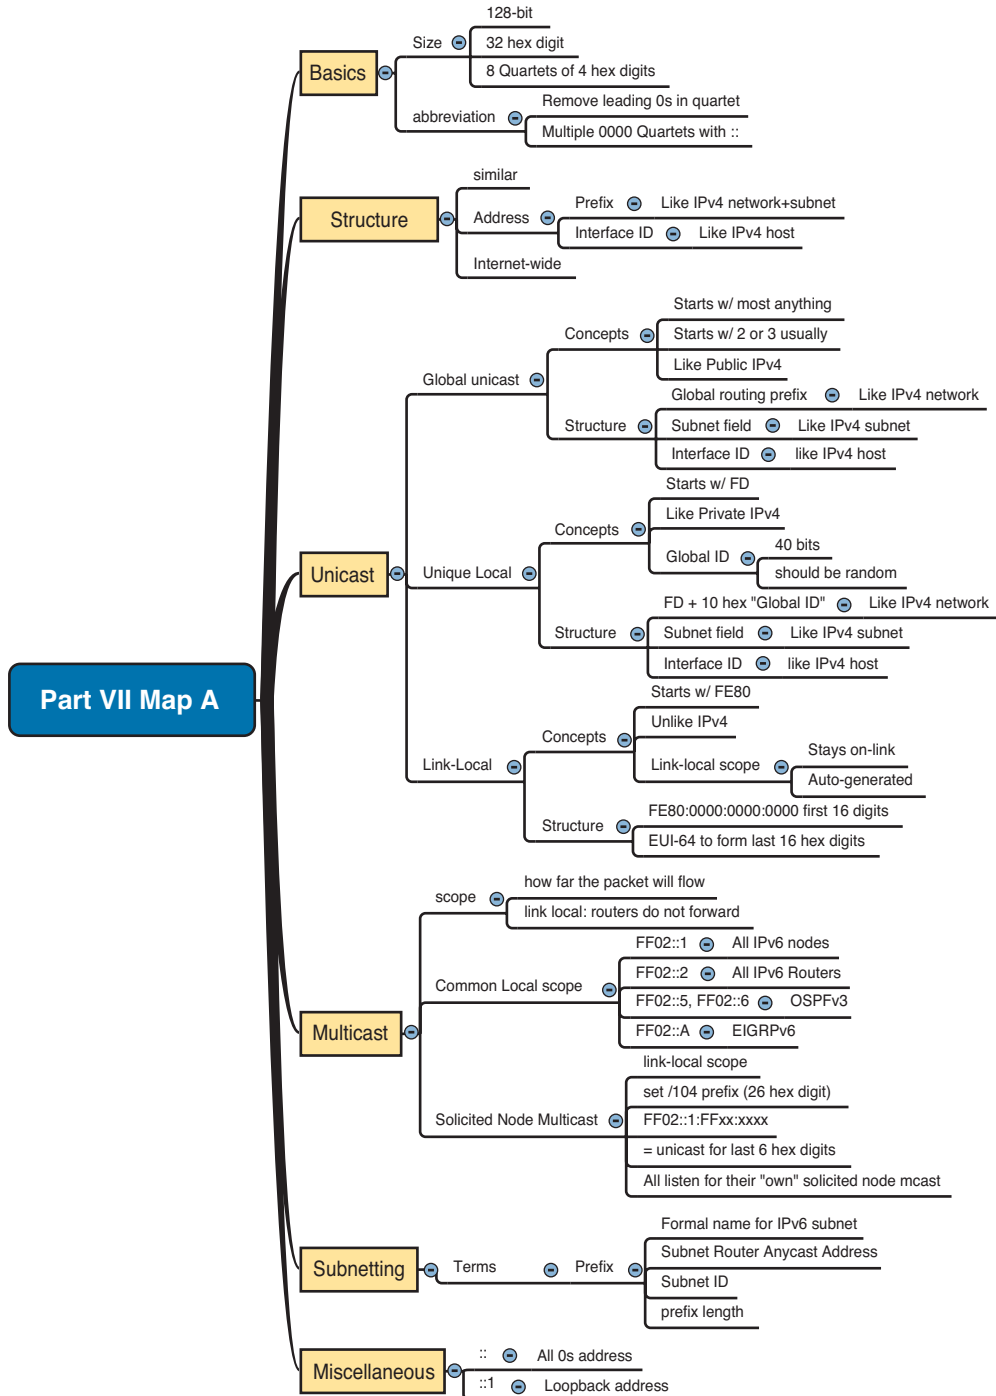 Part VII Map A
Basics
Size
128-bit
32 hex digit
8 Quartets of 4 hex digits
abbreviation
Remove leading 0s in quartet
Multiple 0000 Quartets with ::
Structure
similar
Address
Prefix
Like IPv4 network+subnet
Interface ID
Like IPv4 host
Internet-wide
Unicast
Global unicast
Concepts
Starts w/ most anything
Starts w/ 2 or 3 usually
Like Public IPv4
Structure
Global routing prefix
Like IPv4 network
Subnet field
Like IPv4 subnet
Interface ID
like IPv4 host
Unique Local
Concepts
Starts w/ FD
Like Private IPv4
Global ID
40 bits
should be random
Structure
FD + 10 hex "Global ID"
Like IPv4 network
Subnet field
Like IPv4 subnet
Interface ID
like IPv4 host
Link-Local
Concepts
Starts w/ FE80
Unlike IPv4
Link-local scope
Stays on-link
Auto-generated
Structure
FE80:0000:0000:0000 first 16 digits
EUI-64 to form last 16 hex digits
Multicast
scope
how far the packet will flow
link local: routers do not forward
Common Local scope
FF02::1
All IPv6 nodes
FF02::2
All IPv6 Routers
FF02::5, FF02::6
OSPFv3
FF02::A
EIGRPv6
Solicited Node Multicast
link-local scope
set /104 prefix (26 hex digit)
FF02::1:FFxx:xxxx
= unicast for last 6 hex digits
All listen for their "own" solicited node mcast
Subnetting
Terms
Prefix
Formal name for IPv6 subnet
Subnet Router Anycast Address
Subnet ID
prefix length
Miscellaneous
::
All 0s address
::1
Loopback address